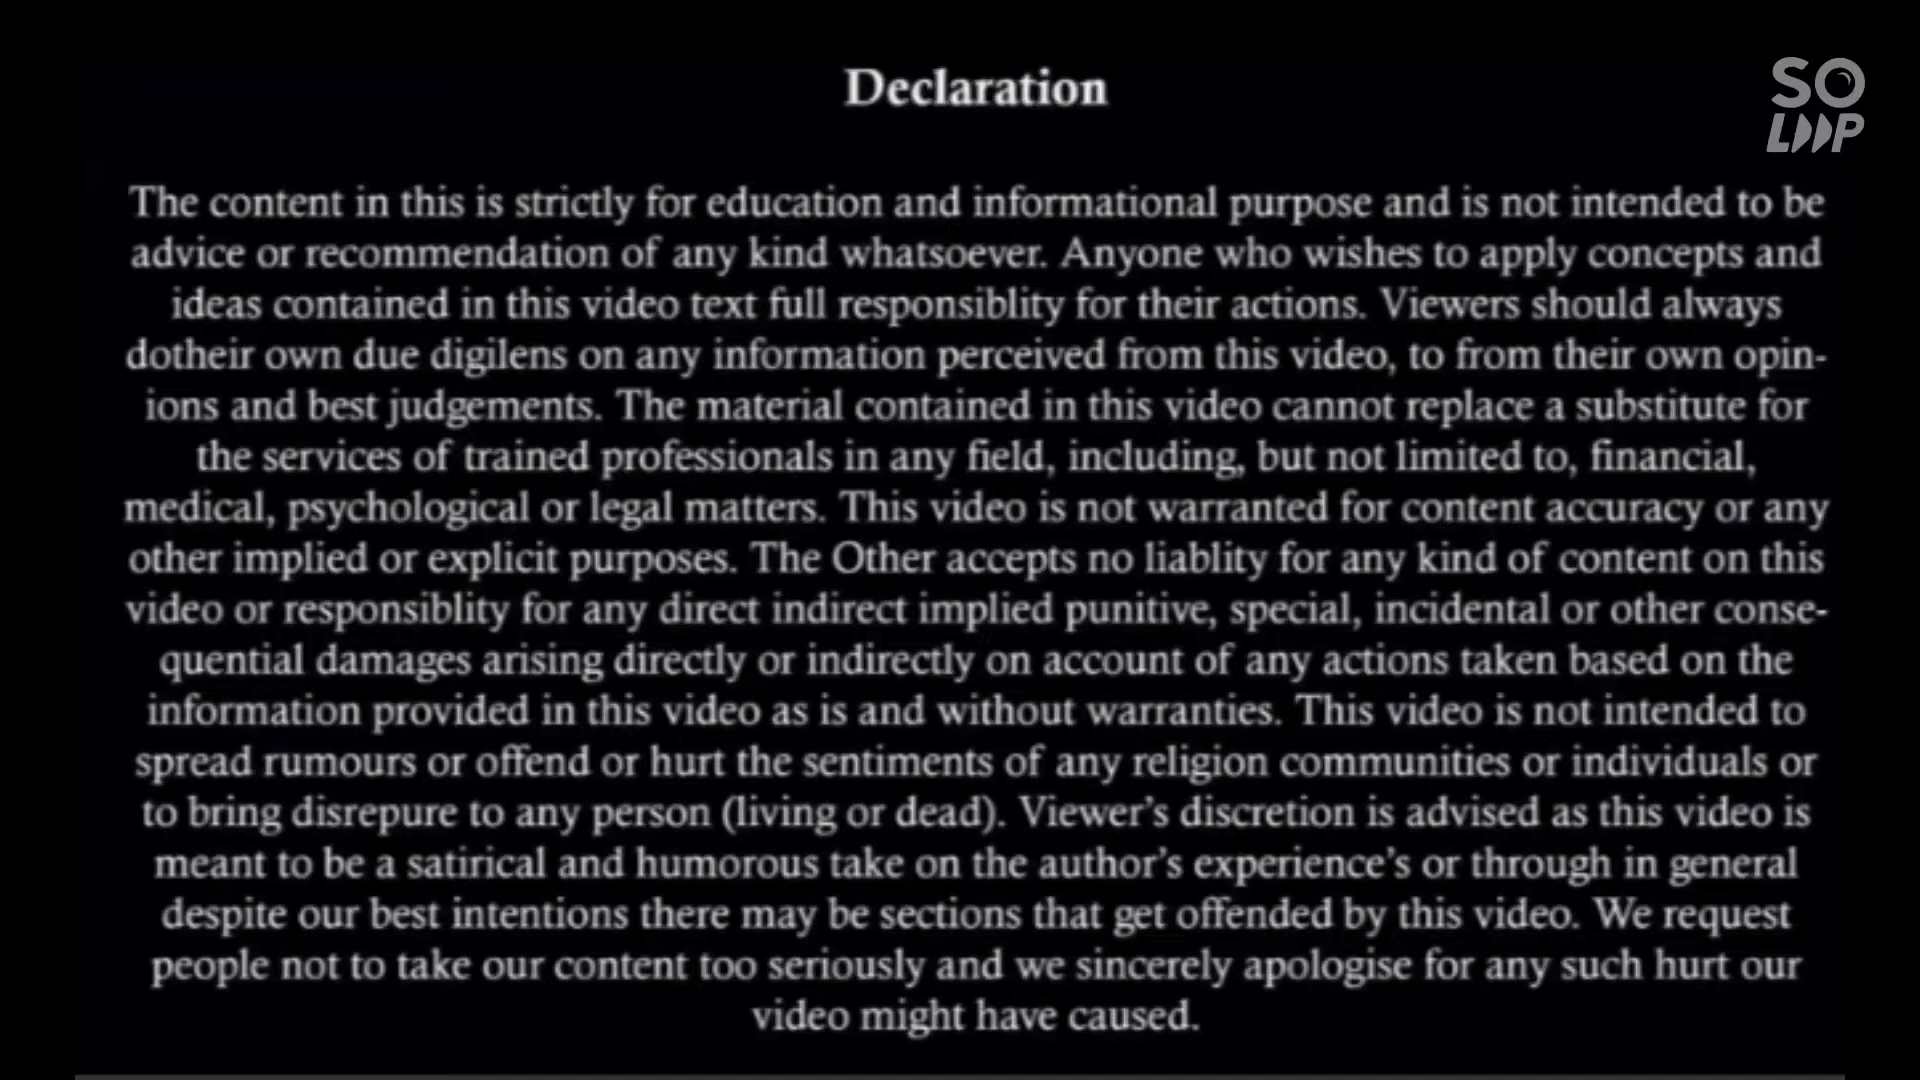 Declaration
SO
LOOP
The content in this is strictly for education and informational purpose and is not intended to be
advice or recommendation of any kind whatsoever. Anyone who wishes to apply concepts and
ideas contained in this video text full responsiblity for their actions. Viewers should always
dotheir own due digilens on any information perceived from this video, to from their own opin-
ions and best judgements. The material contained in this video cannot replace a substitute for
the services of trained professionals in any field, including, but not limited to, financial,
medical, psychological or legal matters. This video is not warranted for content accuracy or any
other implied or explicit purposes. The Other accepts no liablity for any kind of content on this
video or responsiblity for any direct indirect implied punitive, special, incidental or other conse-
quential damages arising directly or indirectly on account of any actions taken based on the
information provided in this video as is and without warranties. This video is not intended to
spread rumours or offend or hurt the sentiments of any religion communities or individuals or
to bring disrepure to any person (living or dead). Viewer’s discretion is advised as this video is
meant to be a satirical and humorous take on the author’s experience’s or through in general
despite our best intentions there may be sections that get offended by this video. We request
people not to take our content too seriously and we sincerely apologise for any such hurt our
video might have caused.